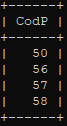 +------+
| CodP |
+------+
|   50 |
|   56 |
|   57 |
|   58 |
+------+